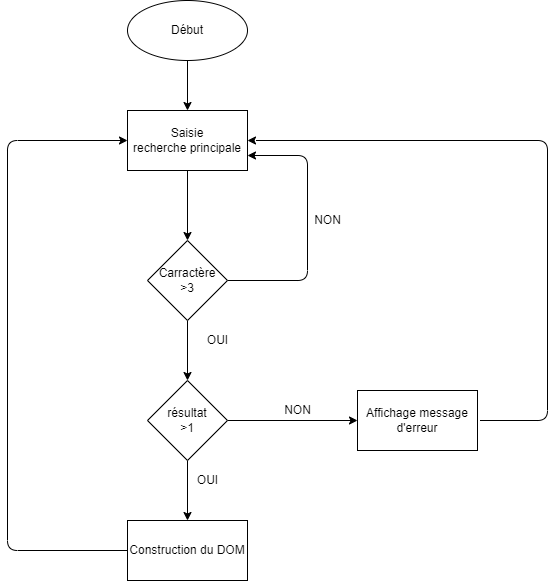 Début
Saisie
recherche principale
NON
Carractère
>3
OUI
résultat
>1
NON
Affichage message
d'erreur
OUI
Construction du DOM